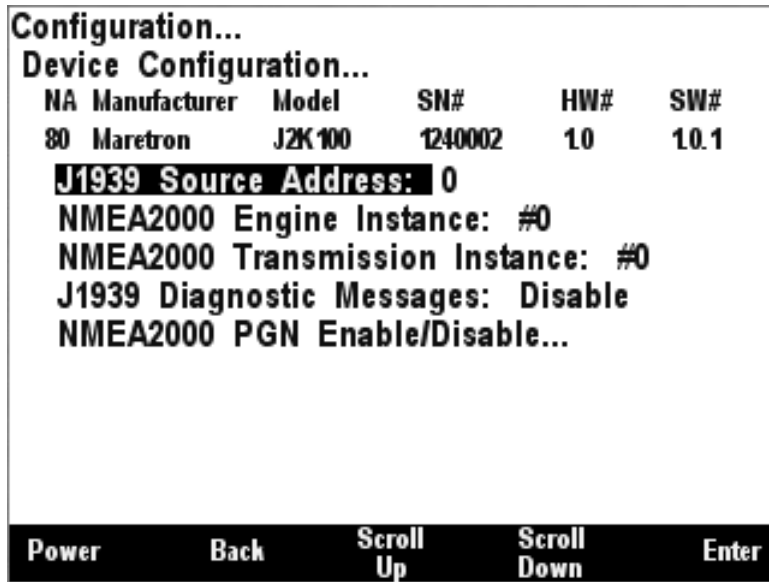 Configuration...
Device Configuration...
NA Manufacturer Model SN# HW# SW#
80 Maretron J2K100 1240002 1.0 1.0.1
J1939 Source Address: 0
NMEA2000 Engine Instance: #0
NMEA2000 Transmission Instance: #0
J1939 Diagnostic Messages: Disable
NMEA2000 PGN Enable/Disable...
Power Back Scroll Up Scroll Down Enter